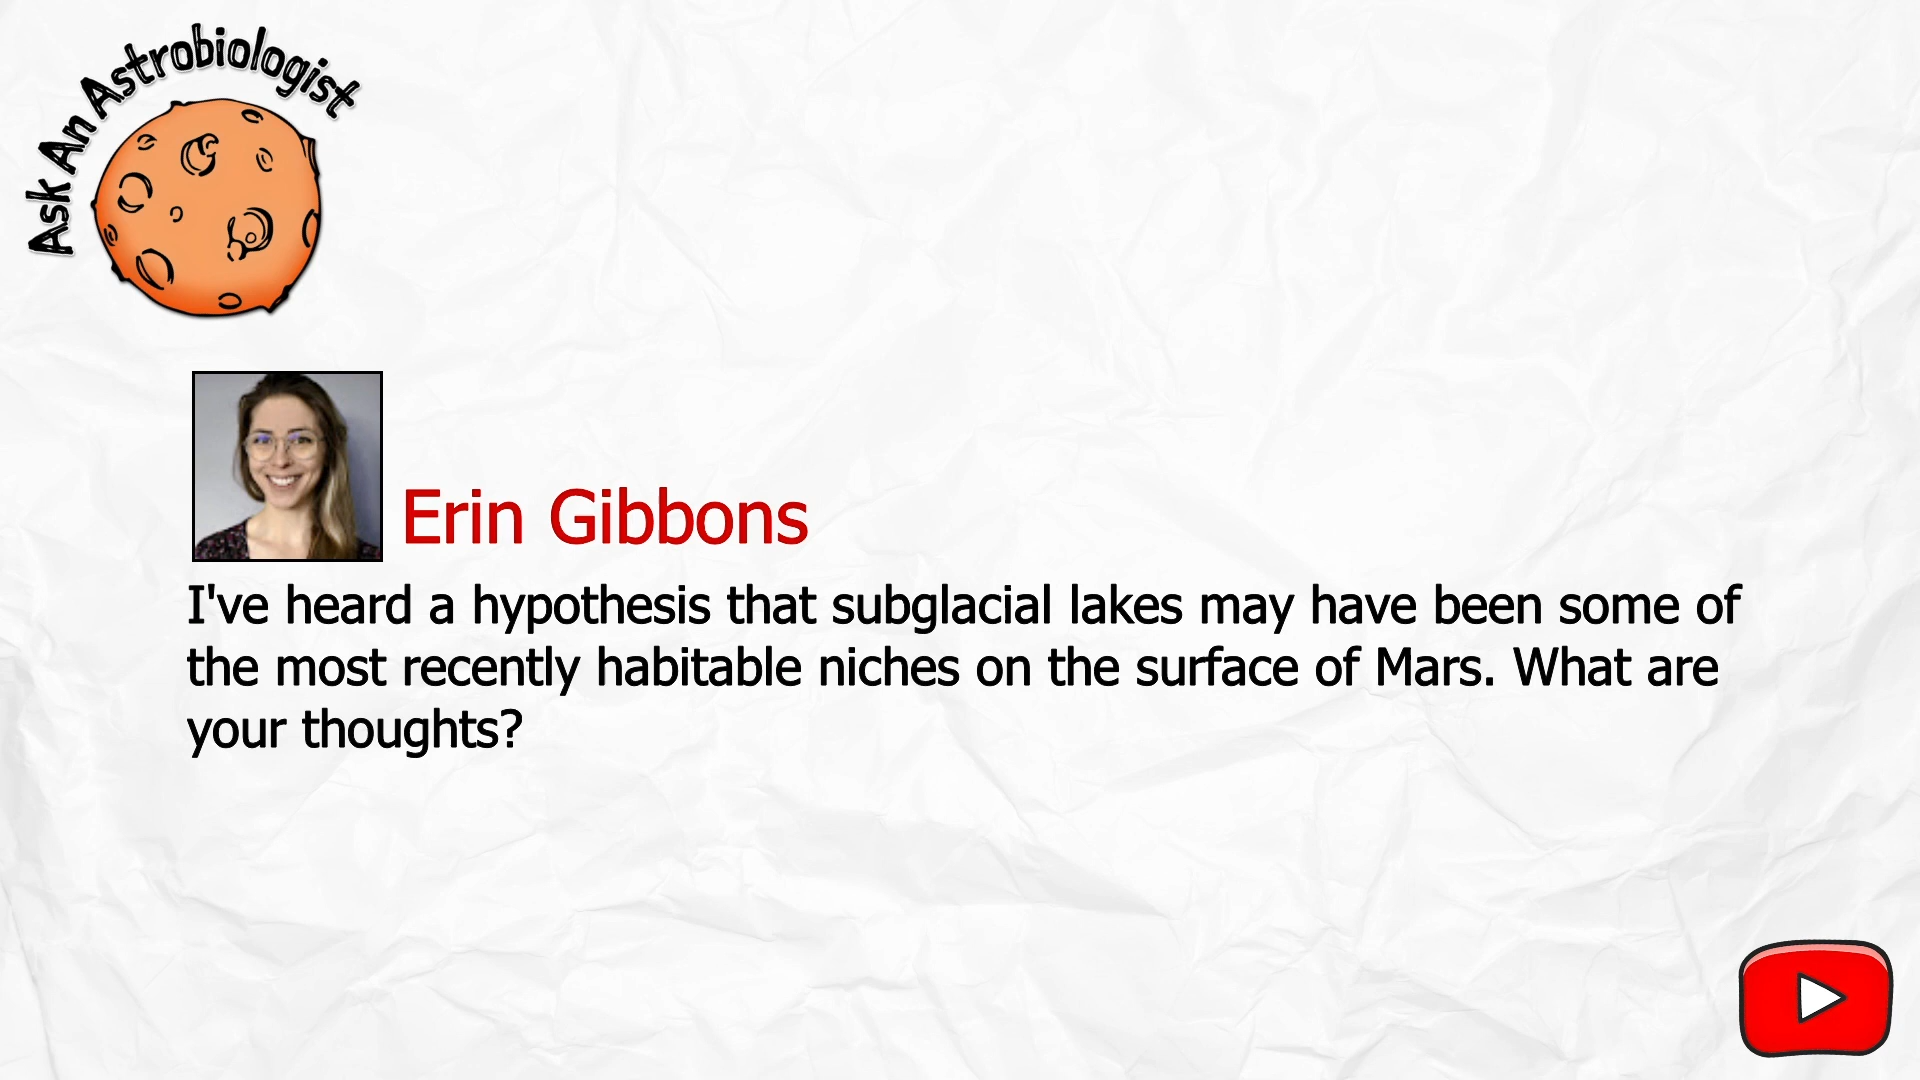 Ask An Astrobiologist
Erin Gibbons
I've heard a hypothesis that subglacial lakes may have been some of
the most recently habitable niches on the surface of Mars. What are
your thoughts?